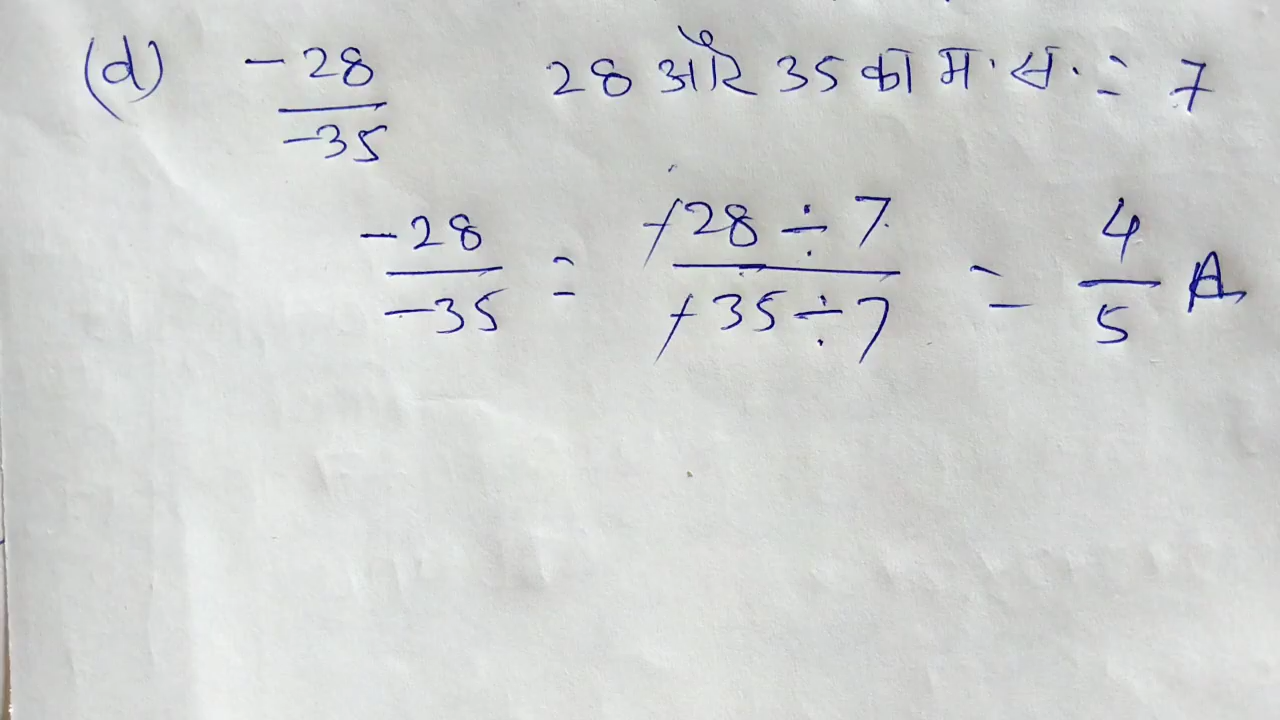 (d) -28/-35 28 और 35 का म. स. = 7
-28/-35 = -28 ÷ 7/-35 ÷ 7 = 4/5 A